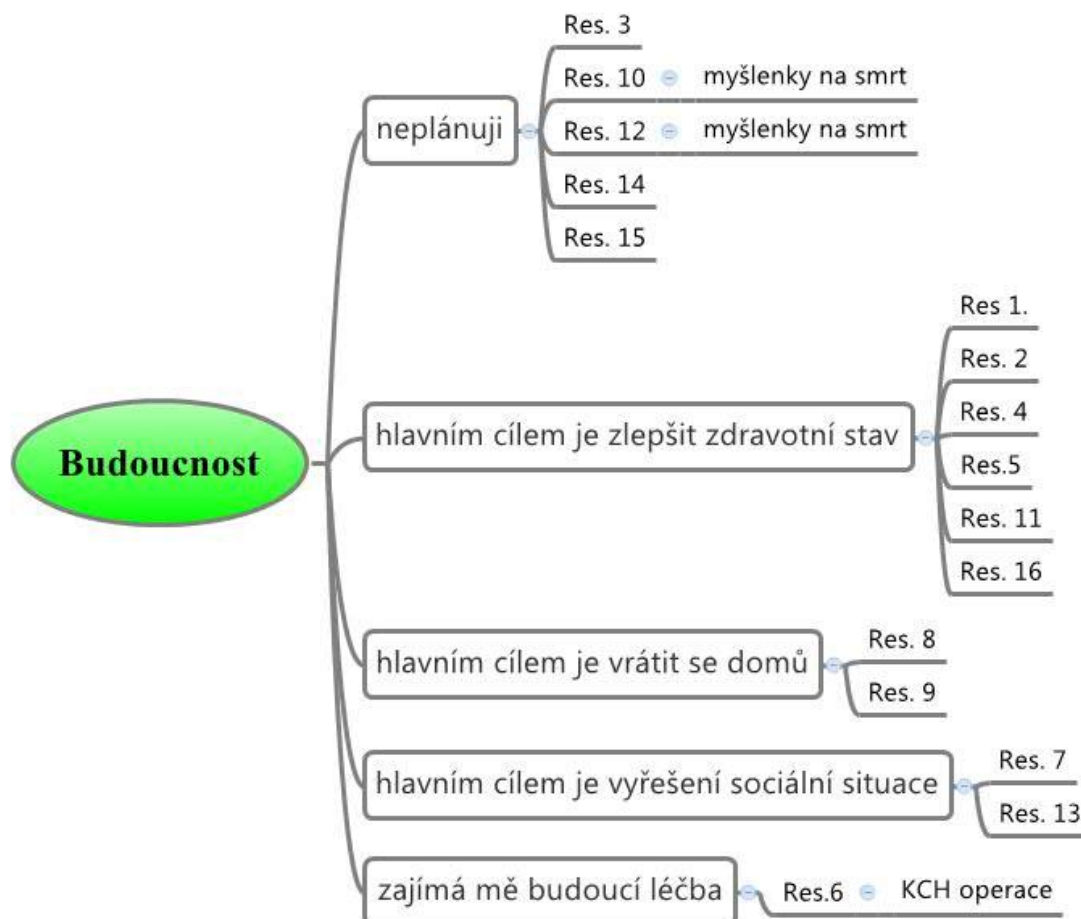 Budoucnost
neplánuji
Res. 3
Res. 10 myšlenky na smrt
Res. 12 myšlenky na smrt
Res. 14
Res. 15
hlavním cílem je zlepšit zdravotní stav
Res 1.
Res. 2
Res. 4
Res.5
Res. 11
Res. 16
hlavním cílem je vrátit se domů
Res. 8
Res. 9
hlavním cílem je vyřešení sociální situace
Res. 7
Res. 13
zajímá mě budoucí léčba
Res.6 KCH operace